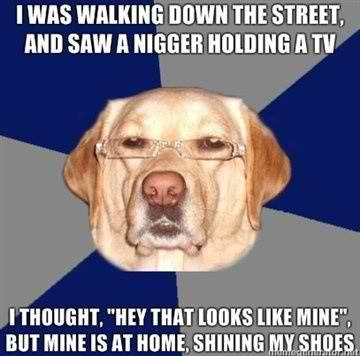 I WAS WALKING DOWN THE STREET,
AND SAW A NIGGER HOLDING A TV
I THOUGHT, "HEY THAT LOOKS LIKE MINE",
BUT MINE IS AT HOME, SHINING MY SHOES